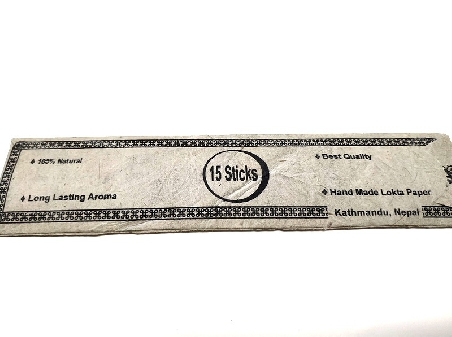 100% Natural
Long Lasting Aroma
15 Sticks
Best Quality
Hand Made Lokta Paper
Kathmandu, Nepal